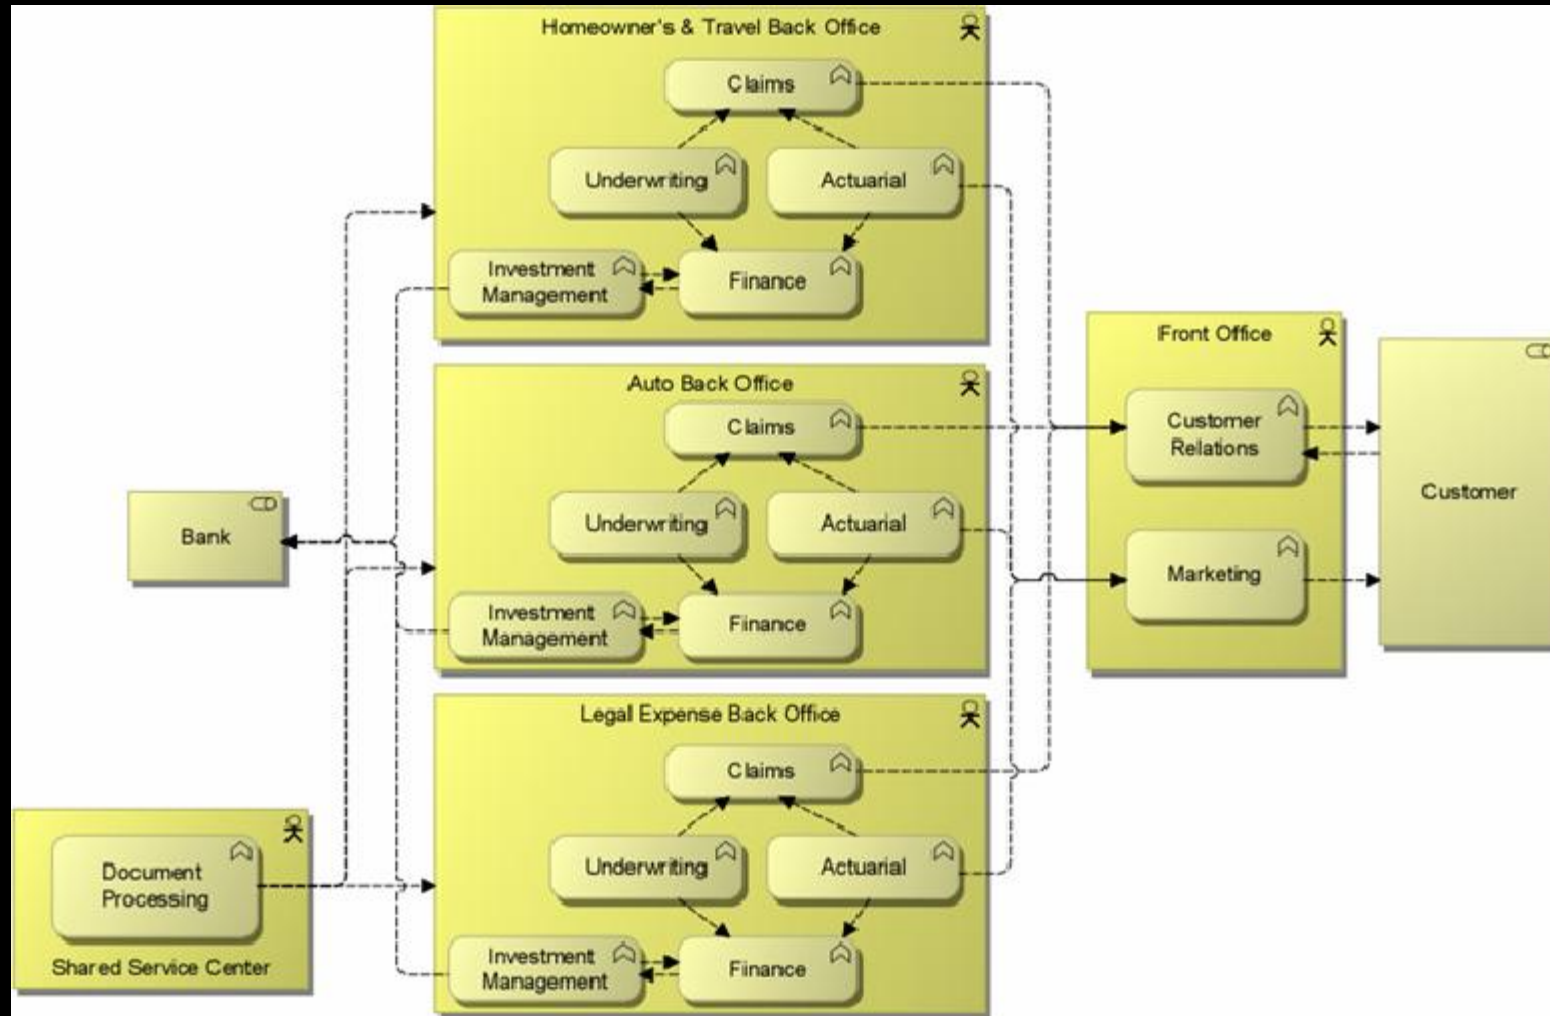 Homeowner's & Travel Back Office
Claims
Underwriting
Actuarial
Investment
Management
Finance
Auto Back Office
Claims
Underwriting
Actuarial
Investment
Management
Finance
Legal Expense Back Office
Claims
Underwriting
Actuarial
Investment
Management
Finance
Bank
Document
Processing
Shared Service Center
Front Office
Customer
Relations
Marketing
Customer